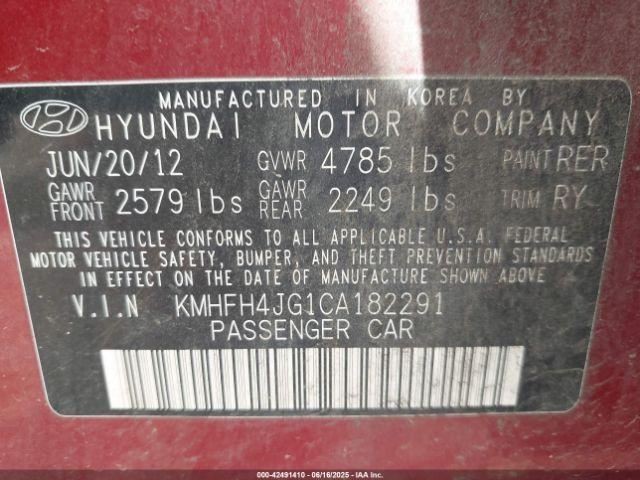 MANUFACTURED IN KOREA BY
HYUNDAI MOTOR COMPANY
JUN/20/12 GVWR 4785 lbs PAINT RER
GAWR FRONT 2579 lbs GAWR REAR 2249 lbs TRIM RY
THIS VEHICLE CONFORMS TO ALL APPLICABLE U.S.A. FEDERAL
MOTOR VEHICLE SAFETY, BUMPER, AND THEFT PREVENTION STANDARDS
IN EFFECT ON THE DATE OF MANUFACTURE SHOWN ABOVE
V.I.N KMHFH4JG1CA182291
PASSENGER CAR
000-42491410 - 06/16/2025 - IAA Inc.